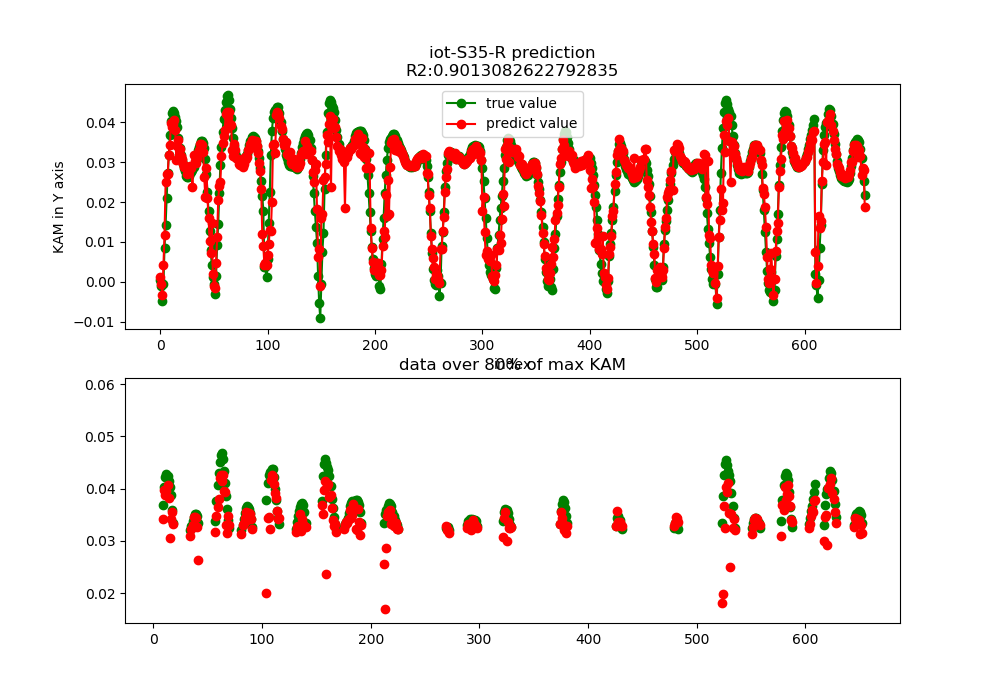 iot-S35-R prediction
R2:0.9013082622792835
KAM in Y axis
0.04
0.03
0.02
0.01
0.00
−0.01
true value
predict value
0 100 200 300 400 500 600
index
data over 80% of max KAM
0.06
0.05
0.04
0.03
0.02
0 100 200 300 400 500 600